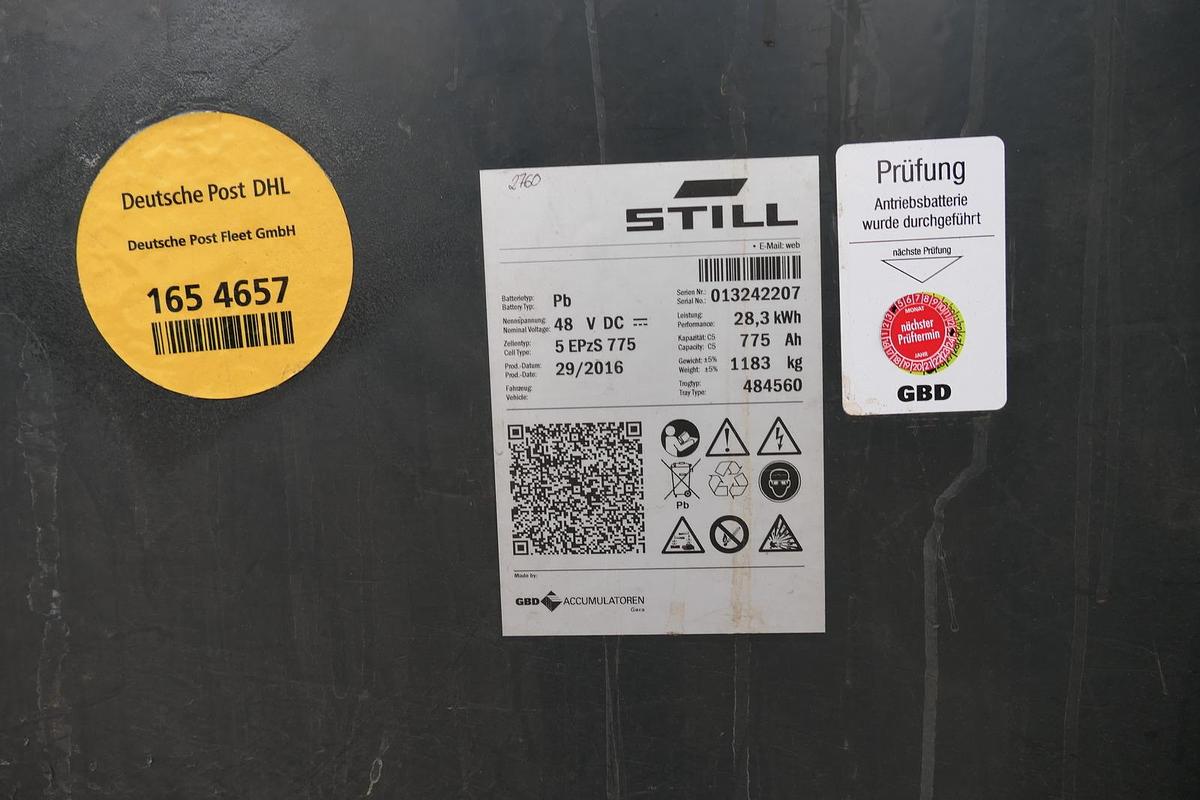 Deutsche Post DHL
Deutsche Post Fleet GmbH
165 4657
2760
STILL
• E-Mail: web
Batterietyp:
Battery Typ:
Pb
Serien Nr.:
Serial No.:
013242207
Nennspannung:
Nominal Voltage:
48 V DC
Leistung:
Performance:
28,3 kWh
Zellentyp:
Cell Type:
5 EPzS 775
Kapazität: C5
Capacity: C5
775 Ah
Prod.-Datum:
Prod.-Date:
29/2016
Gewicht: ±5%
Weight: ±5%
1183 kg
Fahrzeug:
Vehicle:
Trogtyp:
Tray Type:
484560
Pb
Made by:
GBD ACCUMULATOREN
Gera
Prüfung
Antriebsbatterie
wurde durchgeführt
nächste Prüfung
MONAT
nächster
Prüftermin
JAHR
GBD